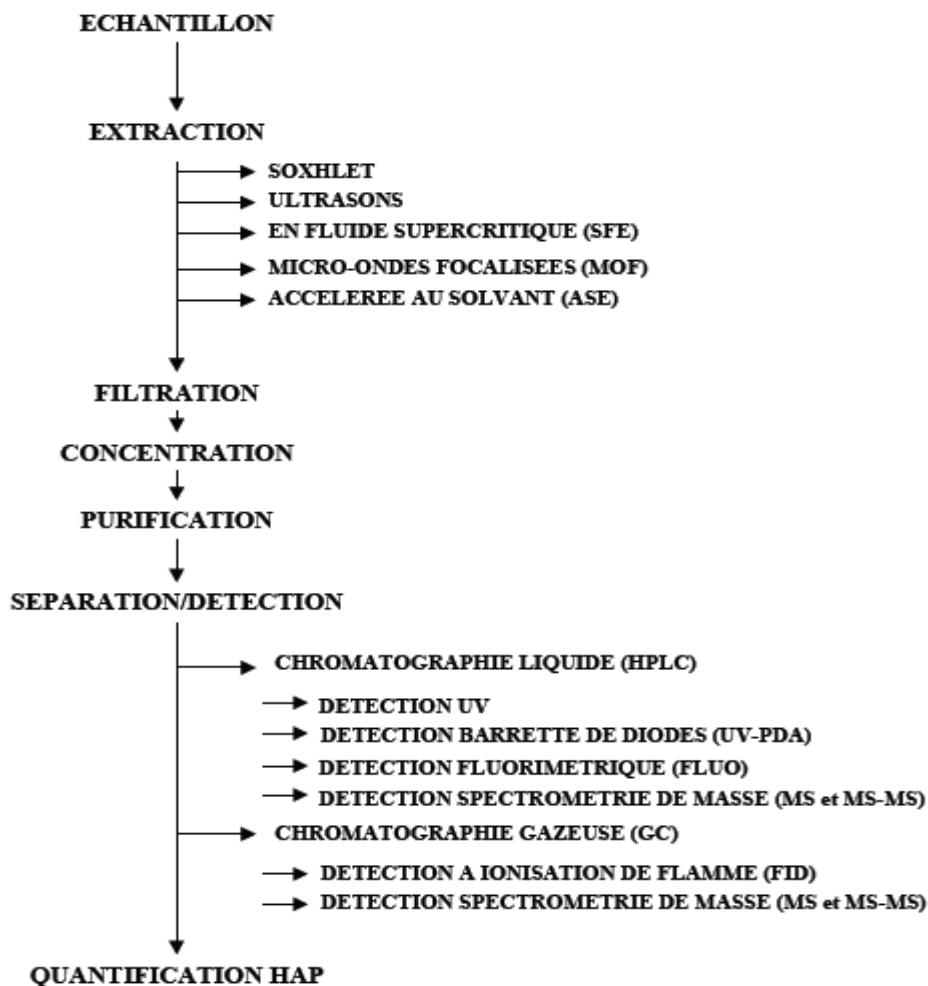 ECHANTILLON
EXTRACTION
SOXHLET
ULTRASONS
EN FLUIDE SUPERCRITIQUE (SFE)
MICRO-ONDES FOCALISEES (MOF)
ACCELEREE AU SOLVANT (ASE)
FILTRATION
CONCENTRATION
PURIFICATION
SEPARATION/DETECTION
CHROMATOGRAPHIE LIQUIDE (HPLC)
DETECTION UV
DETECTION BARRETTE DE DIODES (UV-PDA)
DETECTION FLUORIMETRIQUE (FLUO)
DETECTION SPECTROMETRIE DE MASSE (MS et MS-MS)
CHROMATOGRAPHIE GAZEUSE (GC)
DETECTION A IONISATION DE FLAMME (FID)
DETECTION SPECTROMETRIE DE MASSE (MS et MS-MS)
QUANTIFICATION HAP